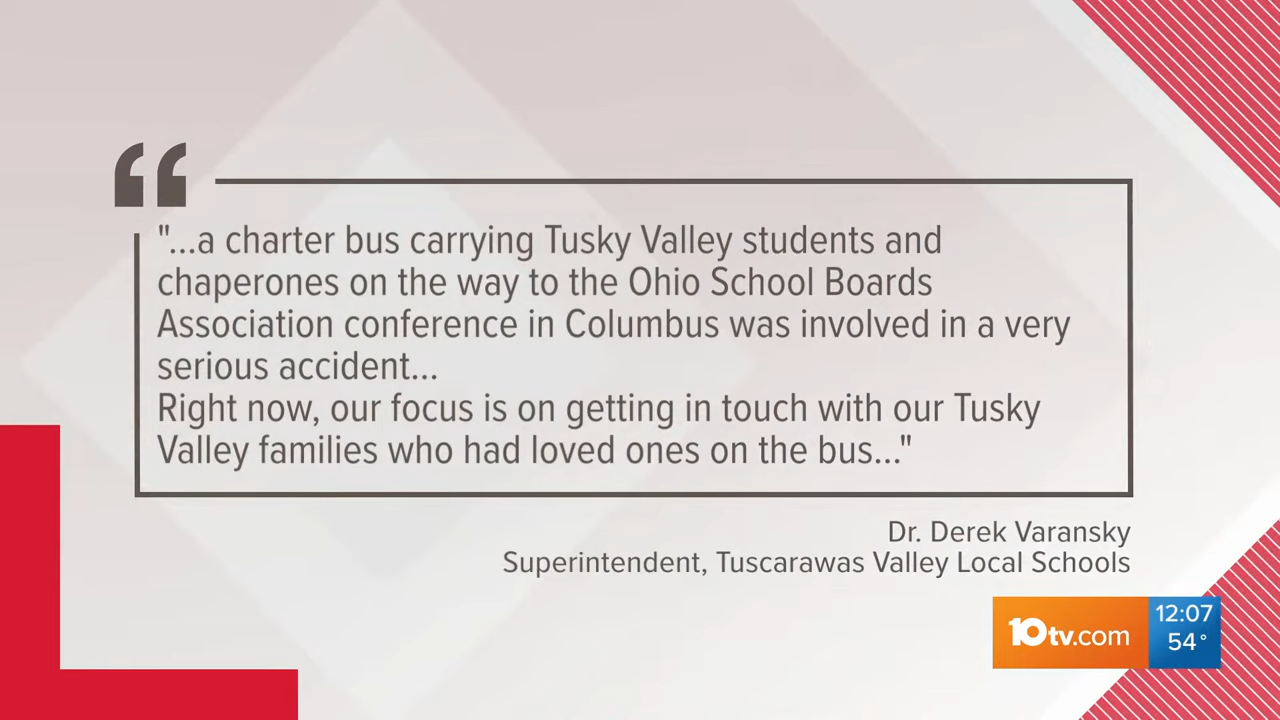 “
"...a charter bus carrying Tusky Valley students and
chaperones on the way to the Ohio School Boards
Association conference in Columbus was involved in a very
serious accident...
Right now, our focus is on getting in touch with our Tusky
Valley families who had loved ones on the bus..."
Dr. Derek Varansky
Superintendent, Tuscarawas Valley Local Schools
10tv.com
12:07
54°